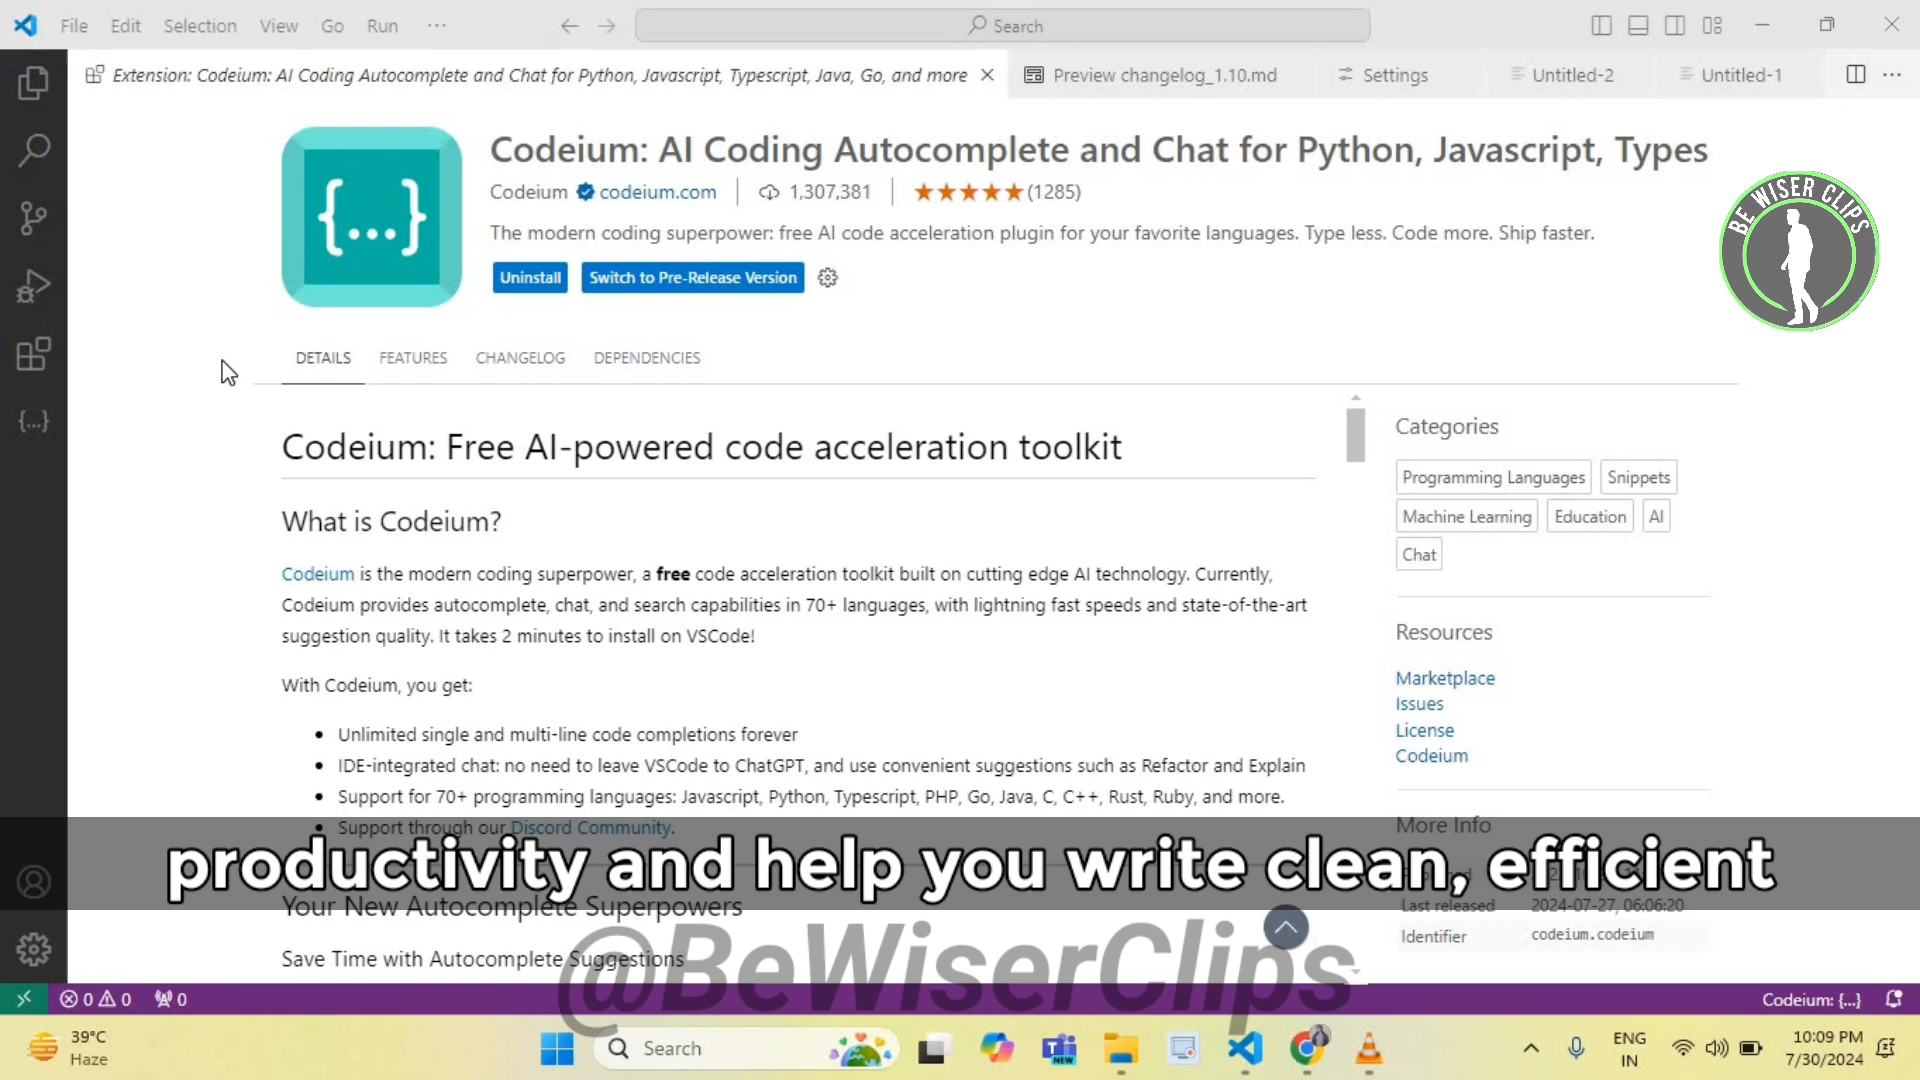 File Edit Selection View Go Run ···
Search
Extension: Codeium: AI Coding Autocomplete and Chat for Python, Javascript, Typescript, Java, Go, and more
Preview changelog_1.10.md
Settings
Untitled-2
Untitled-1
{...}
Codeium: AI Coding Autocomplete and Chat for Python, Javascript, Types
Codeium codeium.com 1,307,381 (1285)
The modern coding superpower: free AI code acceleration plugin for your favorite languages. Type less. Code more. Ship faster.
Uninstall Switch to Pre-Release Version
BE WISER CLIPS
DETAILS FEATURES CHANGELOG DEPENDENCIES
Codeium: Free AI-powered code acceleration toolkit
What is Codeium?
Codeium is the modern coding superpower, a free code acceleration toolkit built on cutting edge AI technology. Currently,
Codeium provides autocomplete, chat, and search capabilities in 70+ languages, with lightning fast speeds and state-of-the-art
suggestion quality. It takes 2 minutes to install on VSCode!
With Codeium, you get:
• Unlimited single and multi-line code completions forever
• IDE-integrated chat: no need to leave VSCode to ChatGPT, and use convenient suggestions such as Refactor and Explain
• Support for 70+ programming languages: Javascript, Python, Typescript, PHP, Go, Java, C, C++, Rust, Ruby, and more.
• Support through our Discord Community.
Your New Autocomplete Superpowers
Save Time with Autocomplete Suggestions
Categories
Programming Languages Snippets
Machine Learning Education AI
Chat
Resources
Marketplace
Issues
License
Codeium
More Info
Last released 2024-07-27, 06:06:20
Identifier codeium.codeium
productivity and help you write clean, efficient
@BeWiserClips
{...}
0 0 0
Codeium: {...}
39°C
Haze
Search
T NEW
ENG
IN
10:09 PM
7/30/2024